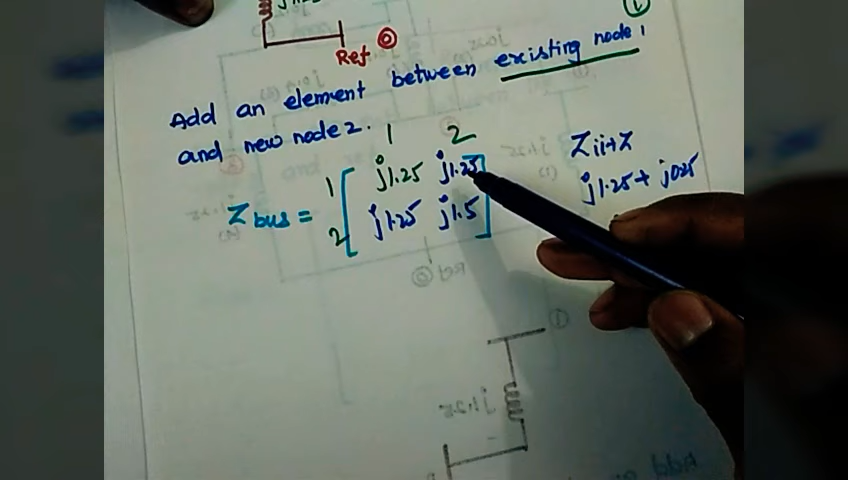 Ref 0
Add an element between existing node 1
and new node 2.
1 2
Zbus = 1 [ j1.25 j1.25
2 j1.25 j1.5 ]
Zii+Z
j1.25 + j0.25